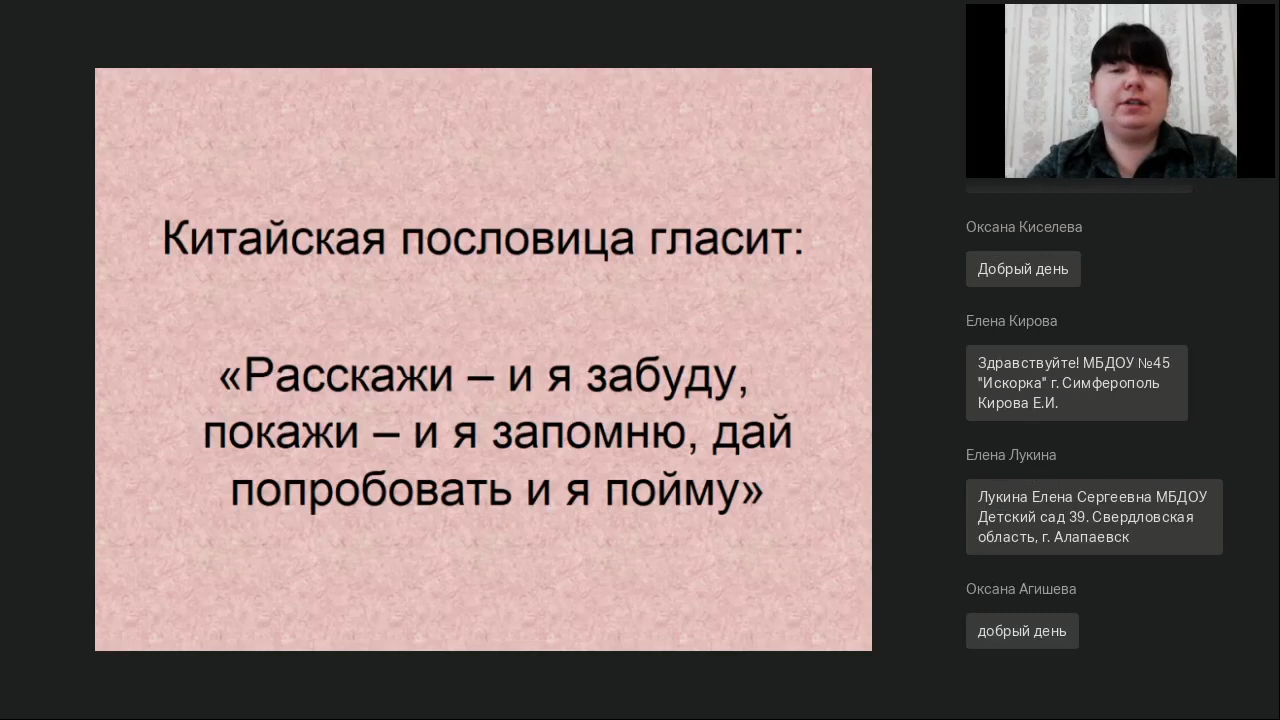 Китайская пословица гласит:
«Расскажи – и я забуду,
покажи – и я запомню, дай
попробовать и я пойму»
Оксана Киселева
Добрый день
Елена Кирова
Здравствуйте! МБДОУ №45
"Искорка" г. Симферополь
Кирова Е.И.
Елена Лукина
Лукина Елена Сергеевна МБДОУ
Детский сад 39. Свердловская
область, г. Алапаевск
Оксана Агишева
добрый день